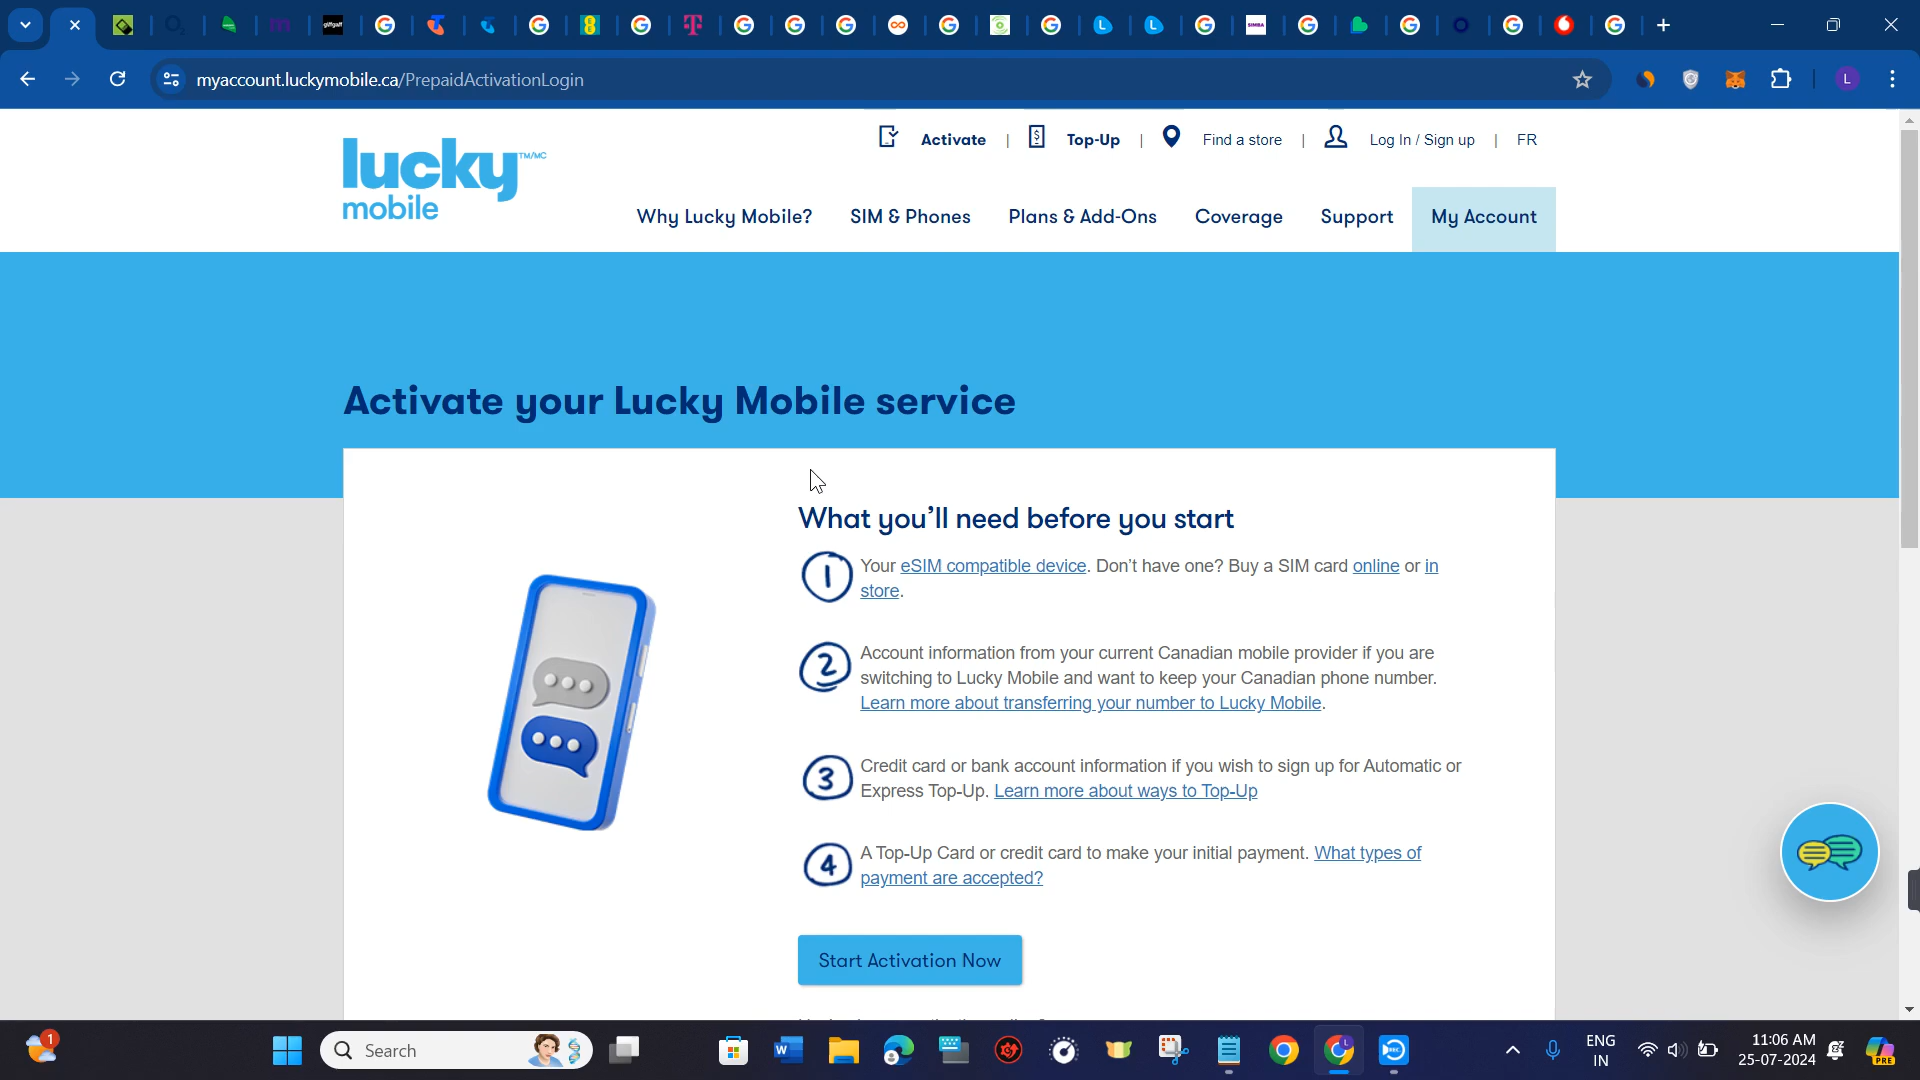 myaccount.luckymobile.ca/PrepaidActivationLogin
L
Activate | Top-Up | Find a store | Log In / Sign up | FR
lucky TM/MC
mobile
Why Lucky Mobile? SIM & Phones Plans & Add-Ons Coverage Support My Account
Activate your Lucky Mobile service
What you’ll need before you start
1 Your eSIM compatible device. Don’t have one? Buy a SIM card online or in
store.
2 Account information from your current Canadian mobile provider if you are
switching to Lucky Mobile and want to keep your Canadian phone number.
Learn more about transferring your number to Lucky Mobile.
3 Credit card or bank account information if you wish to sign up for Automatic or
Express Top-Up. Learn more about ways to Top-Up
4 A Top-Up Card or credit card to make your initial payment. What types of
payment are accepted?
Start Activation Now
1
Search
ENG
IN
11:06 AM
25-07-2024